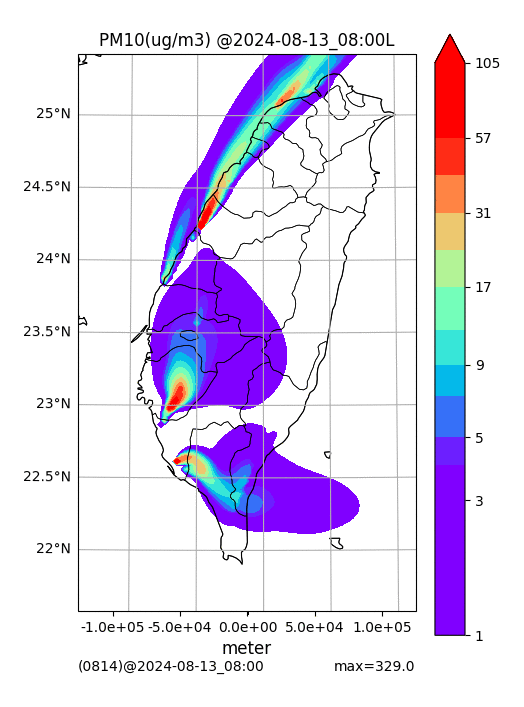 PM10(ug/m3) @2024-08-13_08:00L
105
57
31
17
9
5
3
1
25°N
24.5°N
24°N
23.5°N
23°N
22.5°N
22°N
-1.0e+05 -5.0e+04 0.0e+00 5.0e+04 1.0e+05
meter
(0814)@2024-08-13_08:00 max=329.0